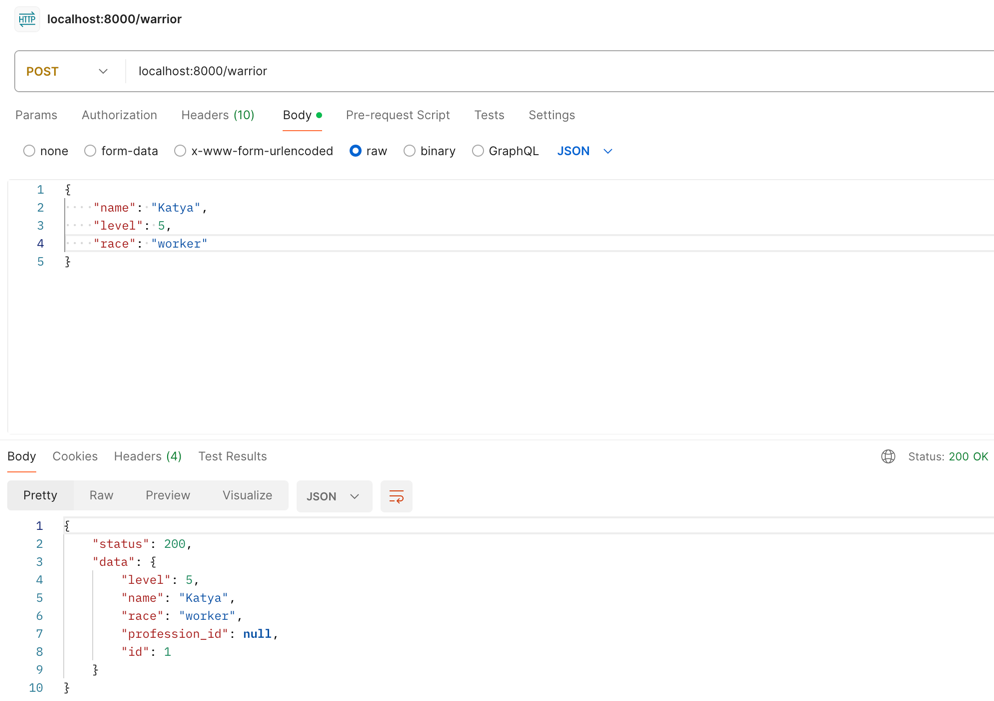 HTTP localhost:8000/warrior
POST localhost:8000/warrior
Params Authorization Headers (10) Body Pre-request Script Tests Settings
none form-data x-www-form-urlencoded raw binary GraphQL JSON
1 {
2 "name": "Katya",
3 "level": 5,
4 "race": "worker"
5 }
Body Cookies Headers (4) Test Results Status: 200 OK
Pretty Raw Preview Visualize JSON
1 {
2 "status": 200,
3 "data": {
4 "level": 5,
5 "name": "Katya",
6 "race": "worker",
7 "profession_id": null,
8 "id": 1
9 }
10 }